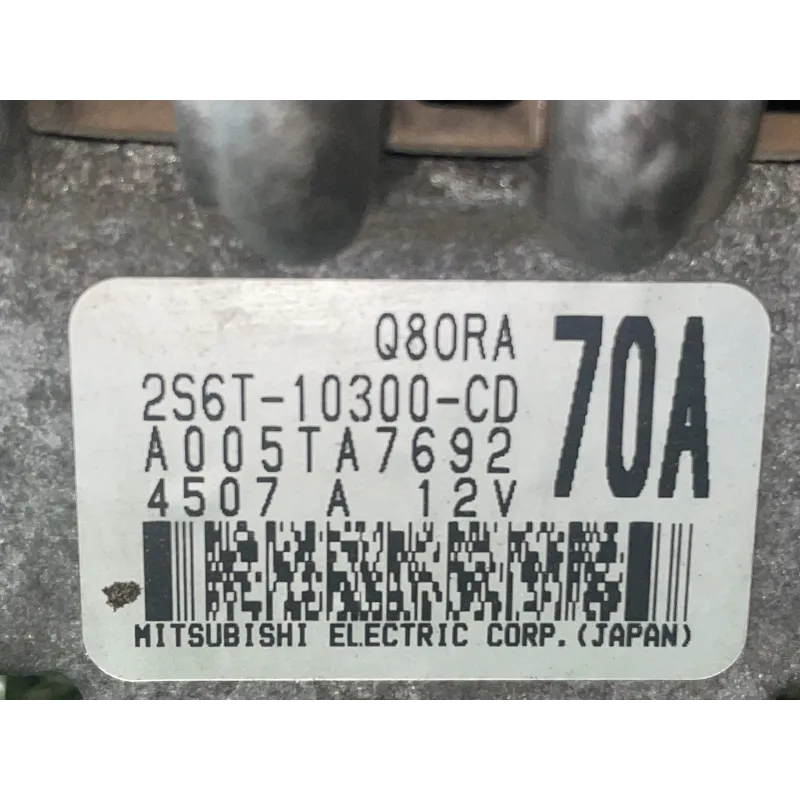 Q80RA
70A
2S6T-10300-CD
A005TA7692
4507 A 12V
MITSUBISHI ELECTRIC CORP.(JAPAN)